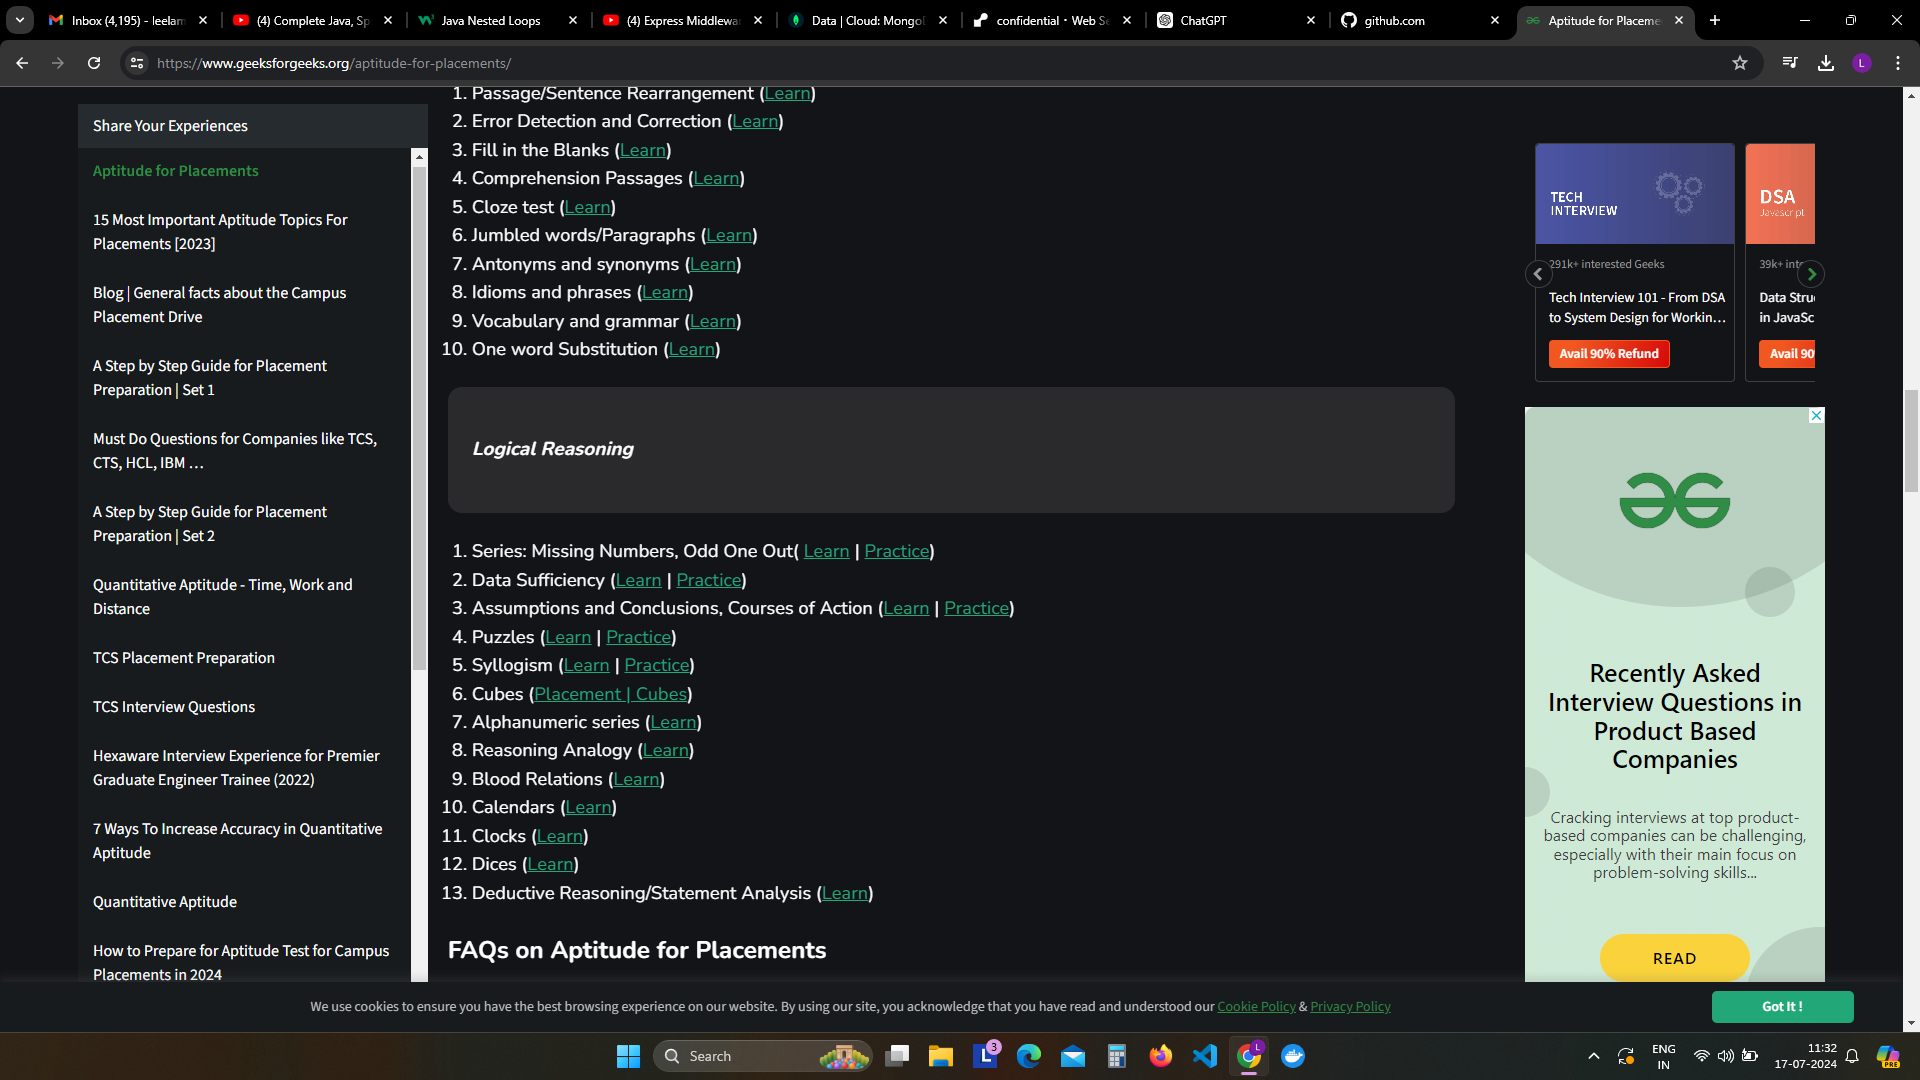 Inbox (4,195) - leelam
(4) Complete Java, Sp
Java Nested Loops
(4) Express Middlewar
Data | Cloud: Mongo
confidential · Web Se
ChatGPT
github.com
Aptitude for Placeme
https://www.geeksforgeeks.org/aptitude-for-placements/
L
Share Your Experiences
Aptitude for Placements
15 Most Important Aptitude Topics For
Placements [2023]
Blog | General facts about the Campus
Placement Drive
A Step by Step Guide for Placement
Preparation | Set 1
Must Do Questions for Companies like TCS,
CTS, HCL, IBM …
A Step by Step Guide for Placement
Preparation | Set 2
Quantitative Aptitude - Time, Work and
Distance
TCS Placement Preparation
TCS Interview Questions
Hexaware Interview Experience for Premier
Graduate Engineer Trainee (2022)
7 Ways To Increase Accuracy in Quantitative
Aptitude
Quantitative Aptitude
How to Prepare for Aptitude Test for Campus
Placements in 2024
1. Passage/Sentence Rearrangement (Learn)
2. Error Detection and Correction (Learn)
3. Fill in the Blanks (Learn)
4. Comprehension Passages (Learn)
5. Cloze test (Learn)
6. Jumbled words/Paragraphs (Learn)
7. Antonyms and synonyms (Learn)
8. Idioms and phrases (Learn)
9. Vocabulary and grammar (Learn)
10. One word Substitution (Learn)
Logical Reasoning
1. Series: Missing Numbers, Odd One Out( Learn | Practice)
2. Data Sufficiency (Learn | Practice)
3. Assumptions and Conclusions, Courses of Action (Learn | Practice)
4. Puzzles (Learn | Practice)
5. Syllogism (Learn | Practice)
6. Cubes (Placement | Cubes)
7. Alphanumeric series (Learn)
8. Reasoning Analogy (Learn)
9. Blood Relations (Learn)
10. Calendars (Learn)
11. Clocks (Learn)
12. Dices (Learn)
13. Deductive Reasoning/Statement Analysis (Learn)
FAQs on Aptitude for Placements
TECH
INTERVIEW
291k+ interested Geeks
Tech Interview 101 - From DSA
to System Design for Workin...
Avail 90% Refund
DSA
Javascript
39k+ inte
Data Stru
in JavaSc
Avail 90
Recently Asked
Interview Questions in
Product Based
Companies
Cracking interviews at top product-
based companies can be challenging,
especially with their main focus on
problem-solving skills...
READ
We use cookies to ensure you have the best browsing experience on our website. By using our site, you acknowledge that you have read and understood our Cookie Policy & Privacy Policy
Got It !
Search
L
3
L
ENG
IN
11:32
17-07-2024
PRE